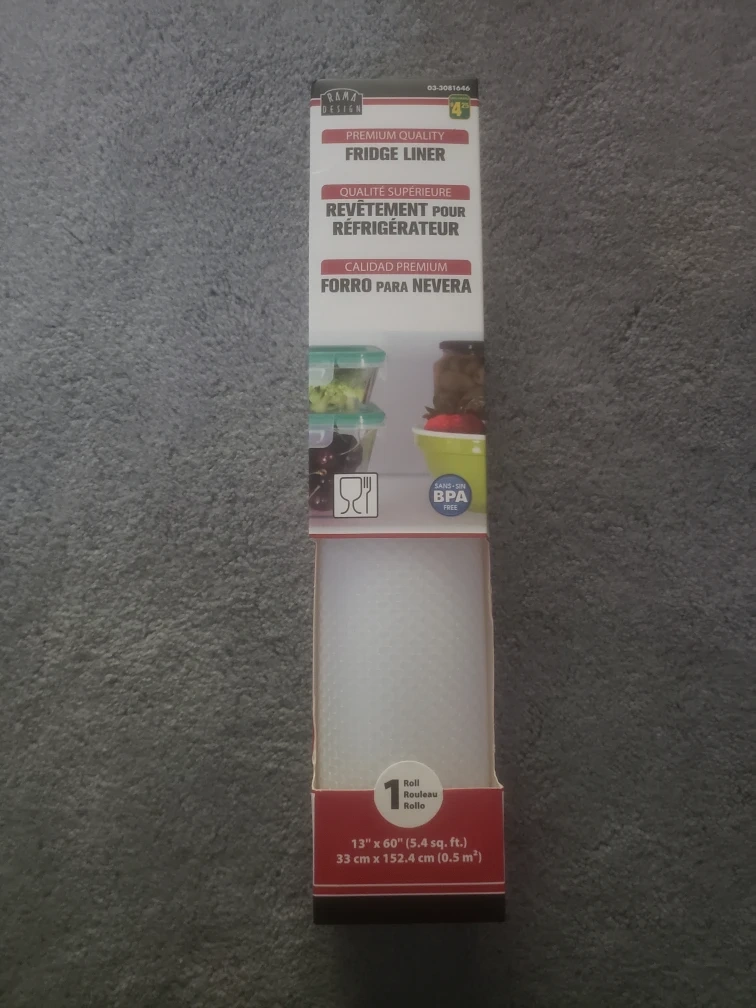 03-3081646
RAMA
DESIGN
$4.25
PREMIUM QUALITY
FRIDGE LINER
QUALITÉ SUPÉRIEURE
REVÊTEMENT POUR
RÉFRIGÉRATEUR
CALIDAD PREMIUM
FORRO PARA NEVERA
SANS • SIN
BPA
FREE
1 Roll
Rouleau
Rollo
13" x 60" (5.4 sq. ft.)
33 cm x 152.4 cm (0.5 m²)